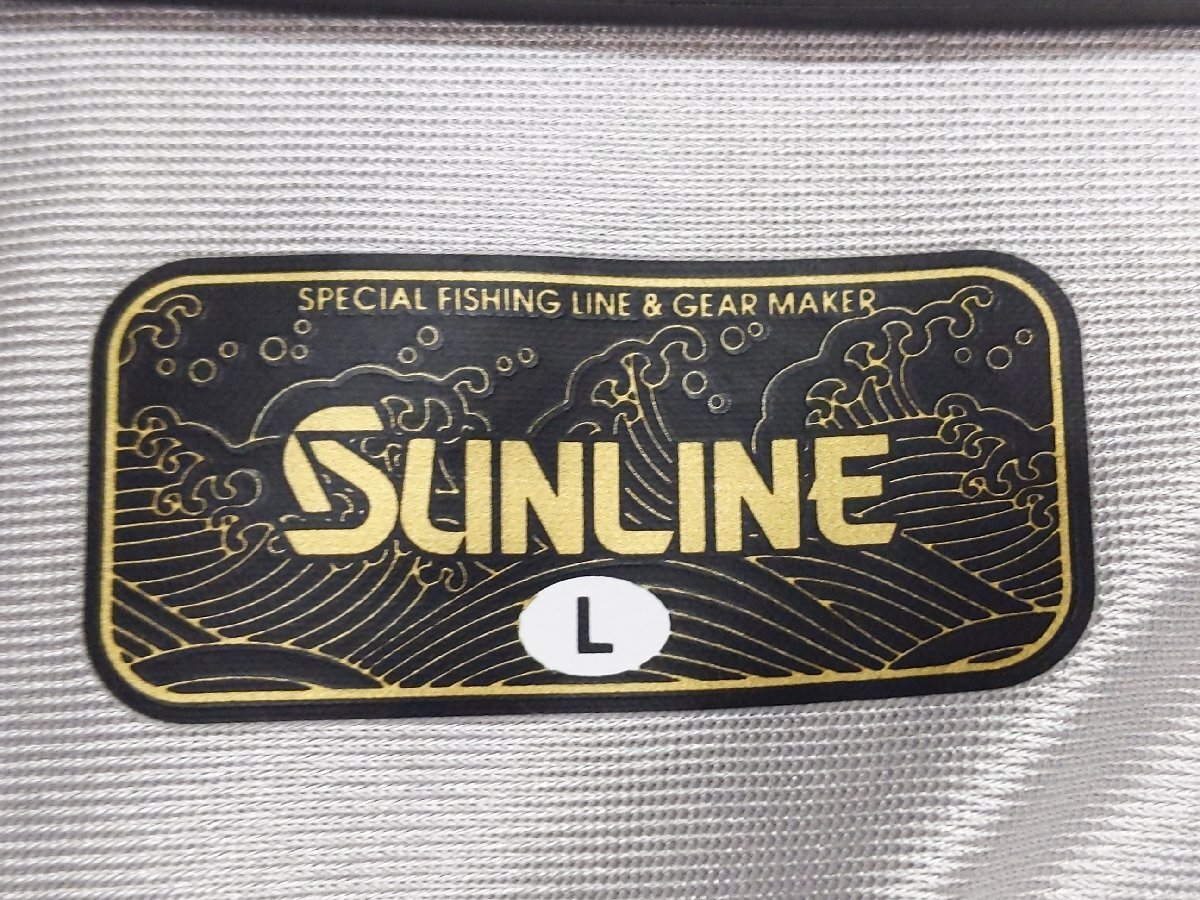 SPECIAL FISHING LINE & GEAR MAKER
SUNLINE
L